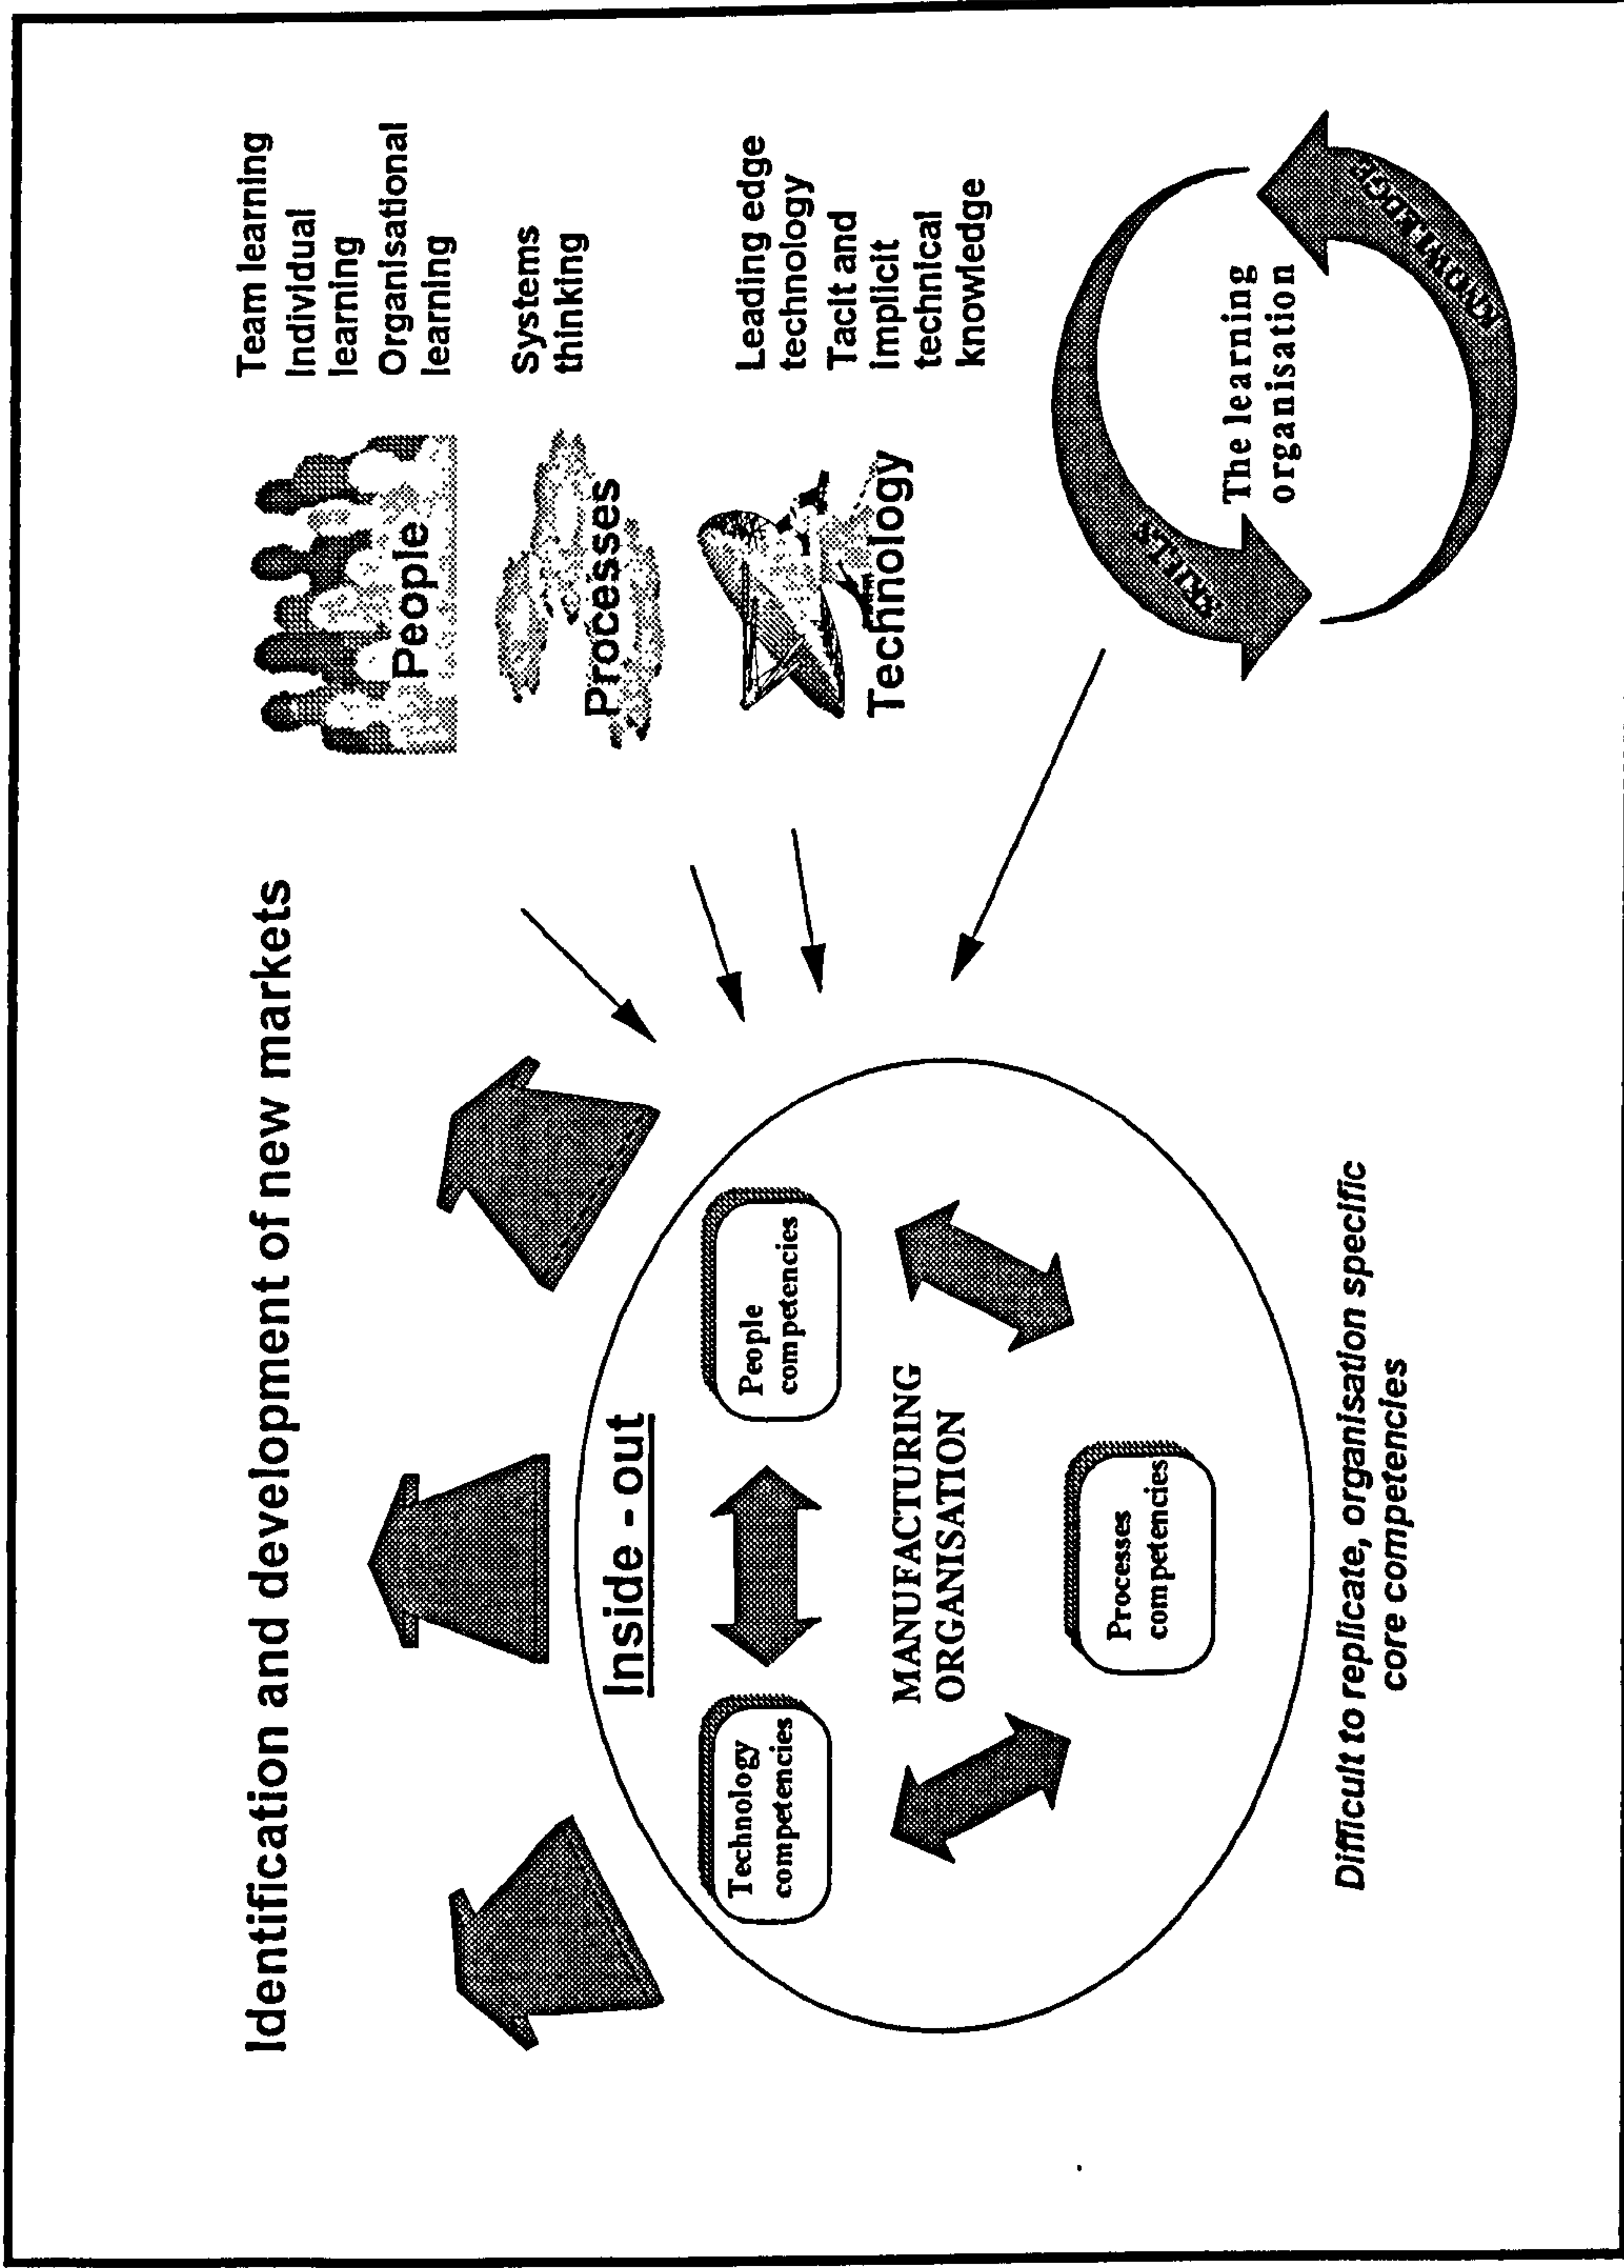 Identification and development of new markets
Inside - out
Technology
competencies
People
competencies
MANUFACTURING
ORGANISATION
Processes
competencies
Difficult to replicate, organisation specific
core competencies
People
Team learning
Individual
learning
Organisational
learning
Processes
Systems
thinking
Technology
Leading edge
technology
Tacit and
implicit
technical
knowledge
SKILLS
The learning
organisation
KNOWLEDGE